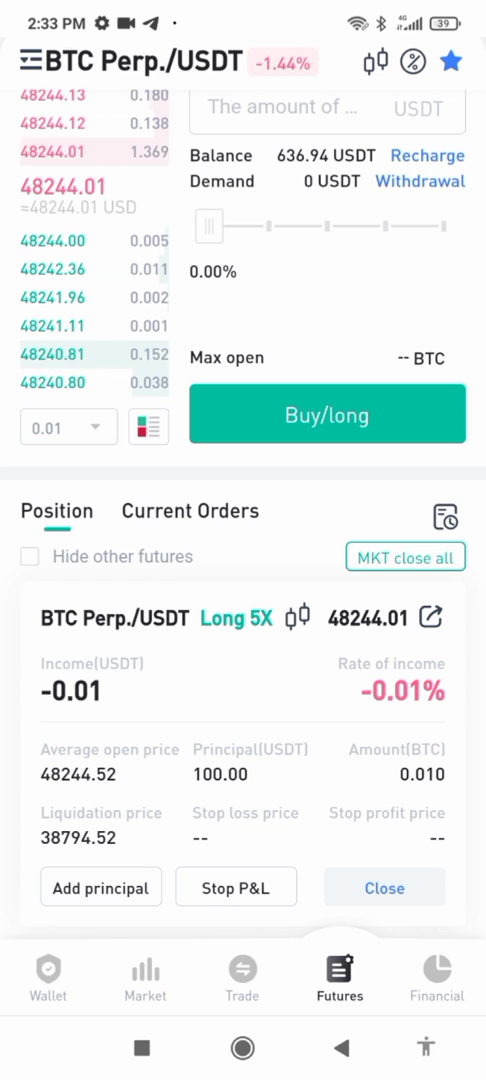 2:33 PM
4G
39
BTC Perp./USDT -1.44%
48244.13 0.180
48244.12 0.138
48244.01 1.369
48244.01
≈48244.01 USD
48244.00 0.005
48242.36 0.011
48241.96 0.002
48241.11 0.001
48240.81 0.152
48240.80 0.038
0.01
The amount of ... USDT
Balance 636.94 USDT Recharge
Demand 0 USDT Withdrawal
0.00%
Max open -- BTC
Buy/long
Position Current Orders
Hide other futures MKT close all
BTC Perp./USDT Long 5X 48244.01
Income(USDT) Rate of income
-0.01 -0.01%
Average open price Principal(USDT) Amount(BTC)
48244.52 100.00 0.010
Liquidation price Stop loss price Stop profit price
38794.52 -- --
Add principal Stop P&L Close
Wallet Market Trade Futures Financial